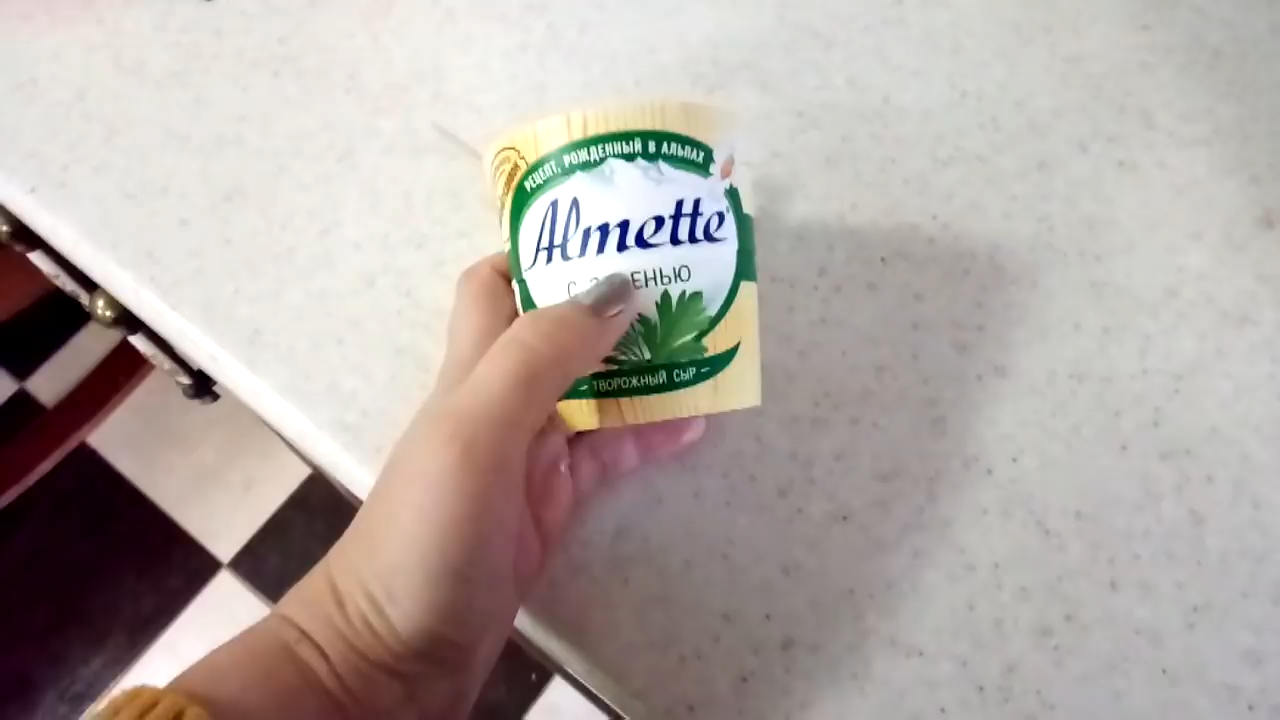 РЕЦЕПТ, РОЖДЕННЫЙ В АЛЬПАХ
Almette
С
ТВОРОЖНЫЙ СЫР